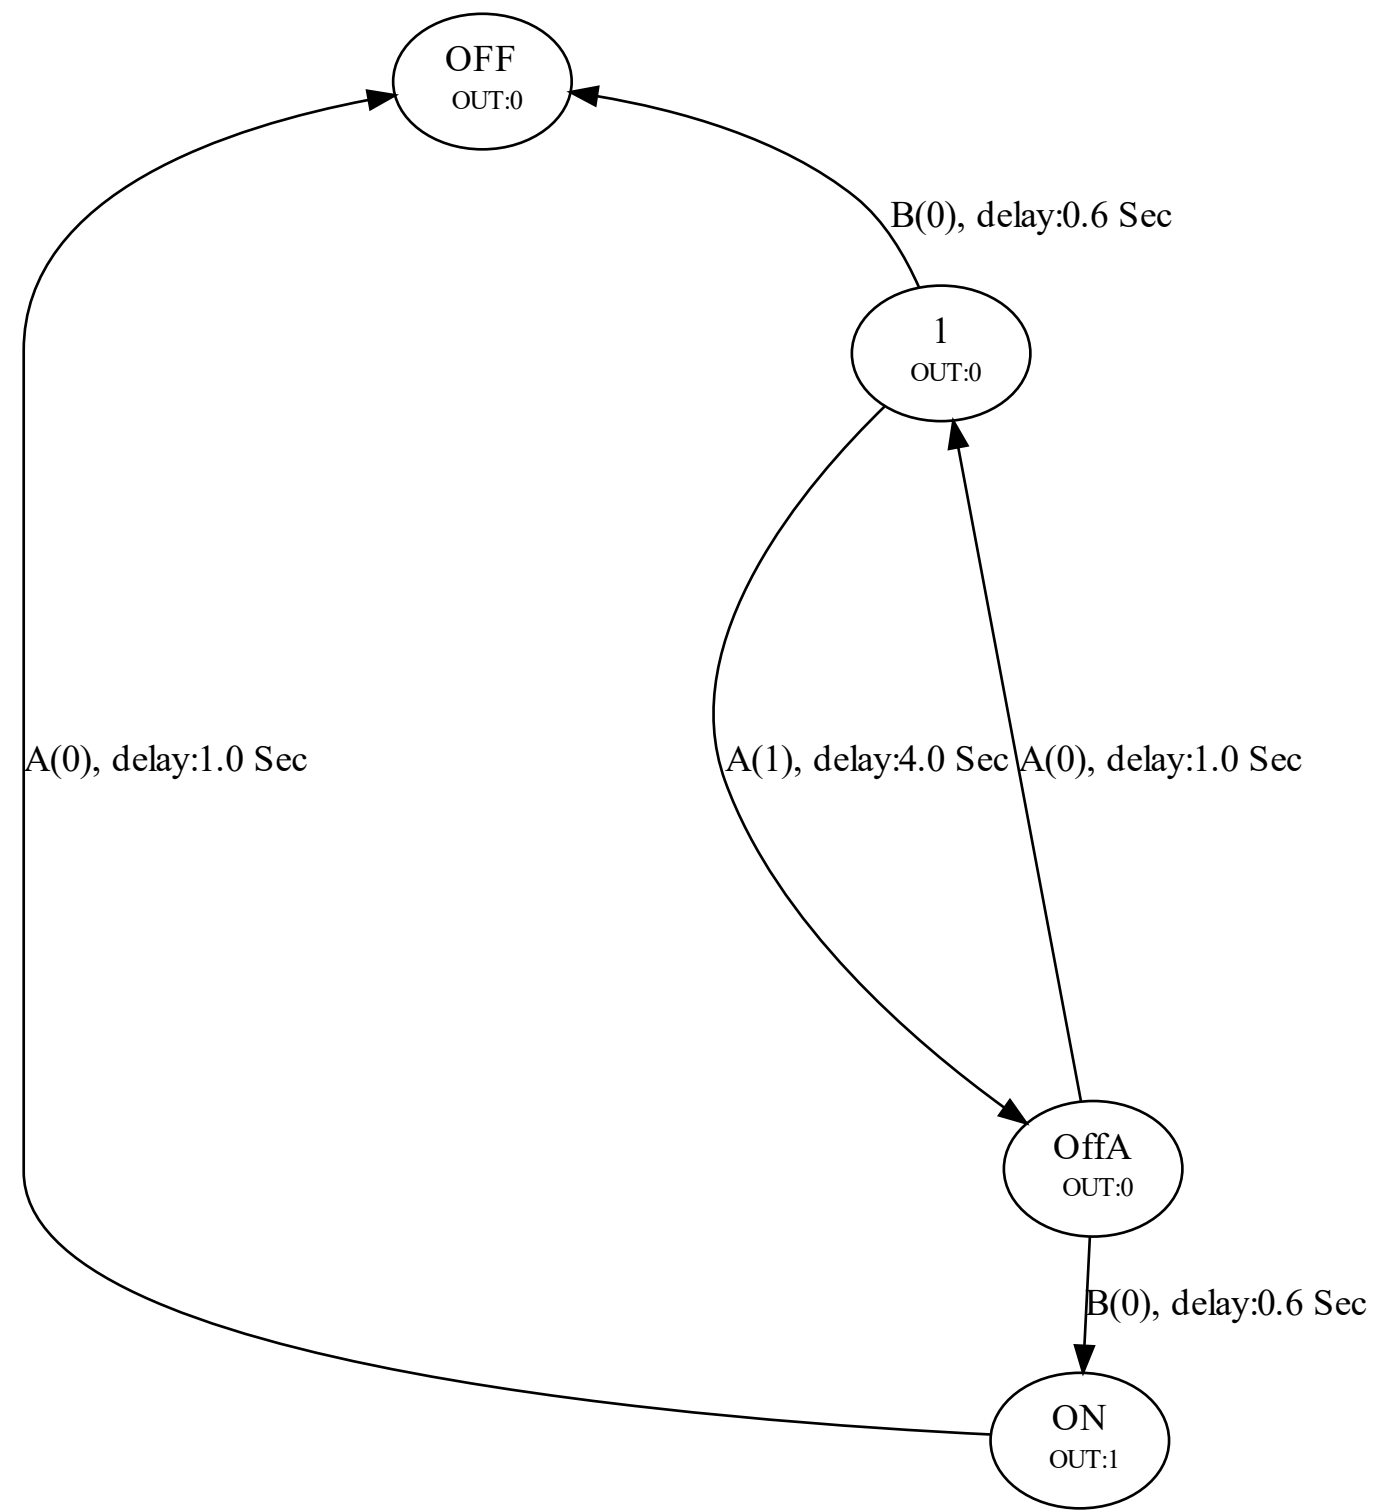 OFF
OUT:0
B(0), delay:0.6 Sec
1
OUT:0
A(0), delay:1.0 Sec
A(1), delay:4.0 Sec
A(0), delay:1.0 Sec
OffA
OUT:0
B(0), delay:0.6 Sec
ON
OUT:1